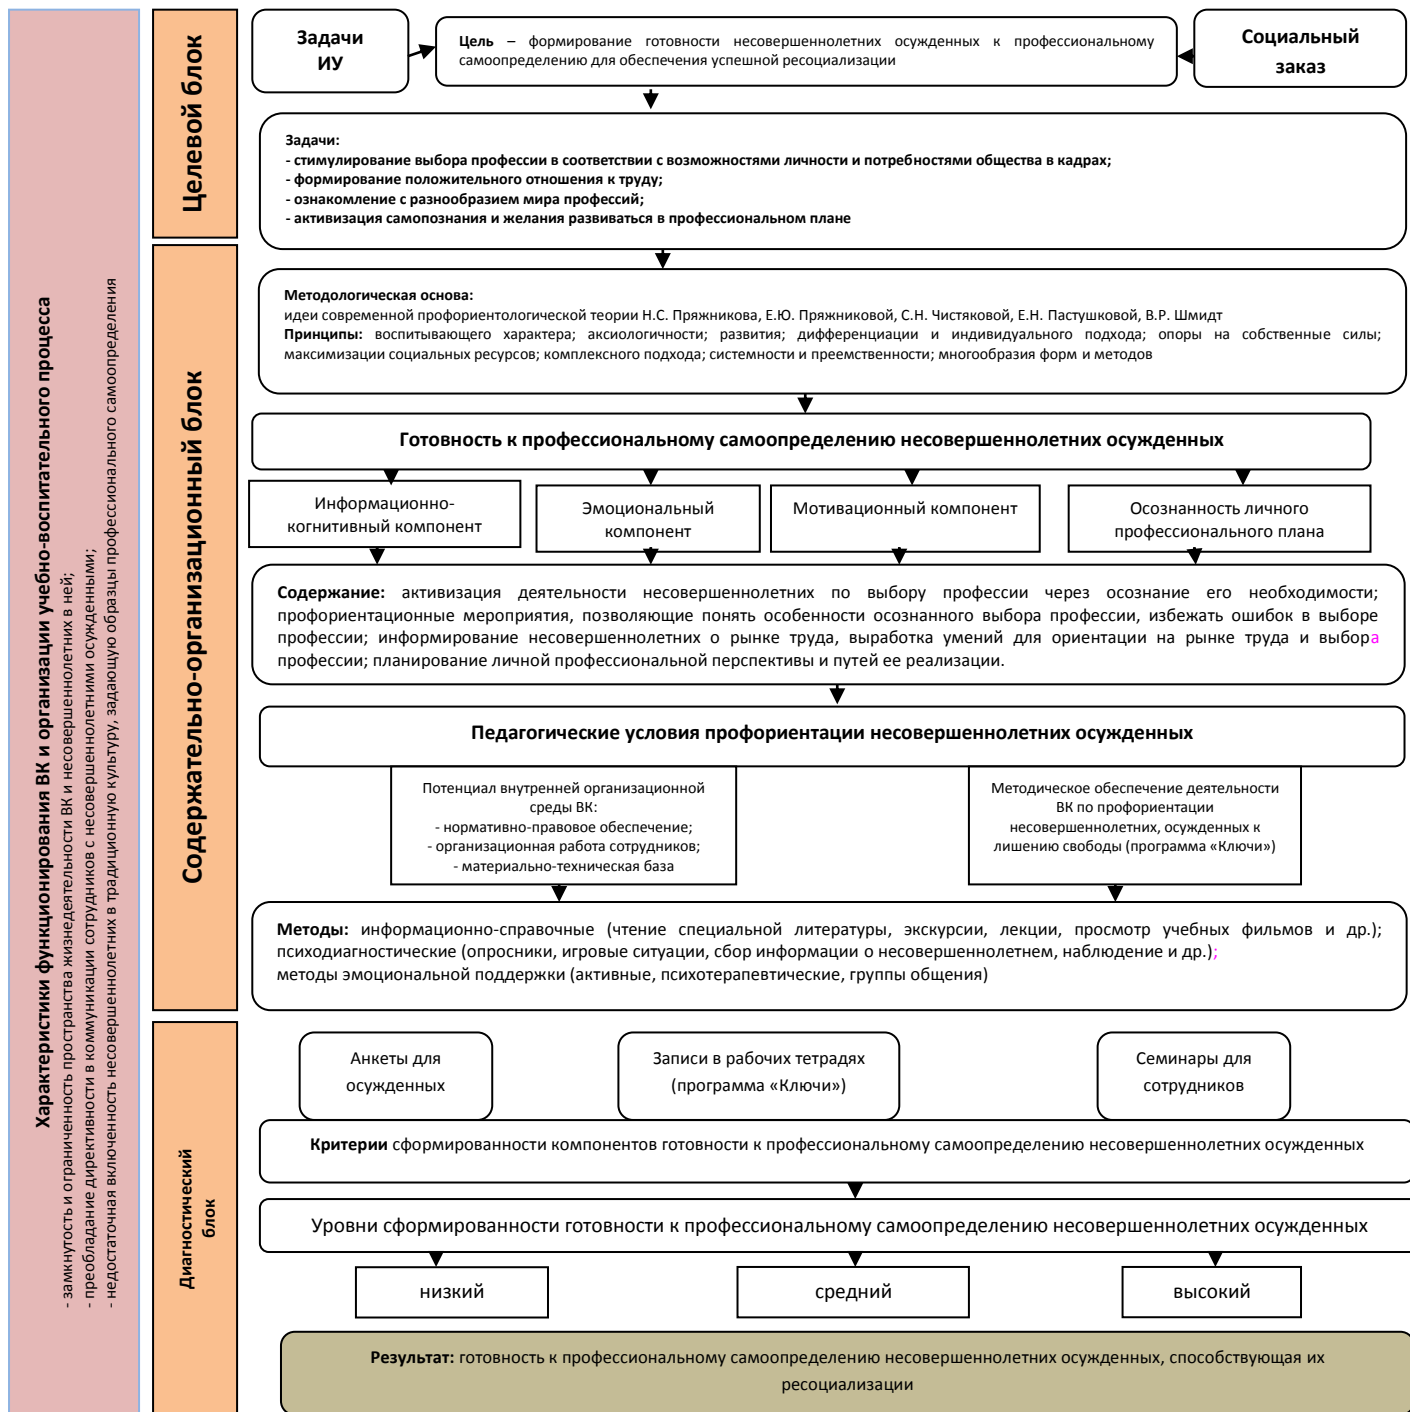 Характеристики функционирования ВК и организации учебно-воспитательного процесса
- замкнутость и ограниченность пространства жизнедеятельности ВК и несовершеннолетних в ней;
- преобладание директивности в коммуникации сотрудников с несовершеннолетними осужденными;
- недостаточная включенность несовершеннолетних в традиционную культуру, задающую образцы профессионального самоопределения
Целевой блок
Задачи
ИУ
Цель – формирование готовности несовершеннолетних осужденных к профессиональному
самоопределению для обеспечения успешной ресоциализации
Социальный
заказ
Задачи:
- стимулирование выбора профессии в соответствии с возможностями личности и потребностями общества в кадрах;
- формирование положительного отношения к труду;
- ознакомление с разнообразием мира профессий;
- активизация самопознания и желания развиваться в профессиональном плане
Содержательно-организационный блок
Методологическая основа:
идеи современной профориентологической теории Н.С. Пряжникова, Е.Ю. Пряжниковой, С.Н. Чистяковой, Е.Н. Пастушковой, В.Р. Шмидт
Принципы: воспитывающего характера; аксиологичности; развития; дифференциации и индивидуального подхода; опоры на собственные силы;
максимизации социальных ресурсов; комплексного подхода; системности и преемственности; многообразия форм и методов
Готовность к профессиональному самоопределению несовершеннолетних осужденных
Информационно-
когнитивный компонент
Эмоциональный
компонент
Мотивационный компонент
Осознанность личного
профессионального плана
Содержание: активизация деятельности несовершеннолетних по выбору профессии через осознание его необходимости;
профориентационные мероприятия, позволяющие понять особенности осознанного выбора профессии, избежать ошибок в выборе
профессии; информирование несовершеннолетних о рынке труда, выработка умений для ориентации на рынке труда и выбора
профессии; планирование личной профессиональной перспективы и путей ее реализации.
Педагогические условия профориентации несовершеннолетних осужденных
Потенциал внутренней организационной
среды ВК:
- нормативно-правовое обеспечение;
- организационная работа сотрудников;
- материально-техническая база
Методическое обеспечение деятельности
ВК по профориентации
несовершеннолетних, осужденных к
лишению свободы (программа «Ключи»)
Методы: информационно-справочные (чтение специальной литературы, экскурсии, лекции, просмотр учебных фильмов и др.);
психодиагностические (опросники, игровые ситуации, сбор информации о несовершеннолетнем, наблюдение и др.);
методы эмоциональной поддержки (активные, психотерапевтические, группы общения)
Диагностический
блок
Анкеты для
осужденных
Записи в рабочих тетрадях
(программа «Ключи»)
Семинары для
сотрудников
Критерии сформированности компонентов готовности к профессиональному самоопределению несовершеннолетних осужденных
Уровни сформированности готовности к профессиональному самоопределению несовершеннолетних осужденных
низкий
средний
высокий
Результат: готовность к профессиональному самоопределению несовершеннолетних осужденных, способствующая их
ресоциализации